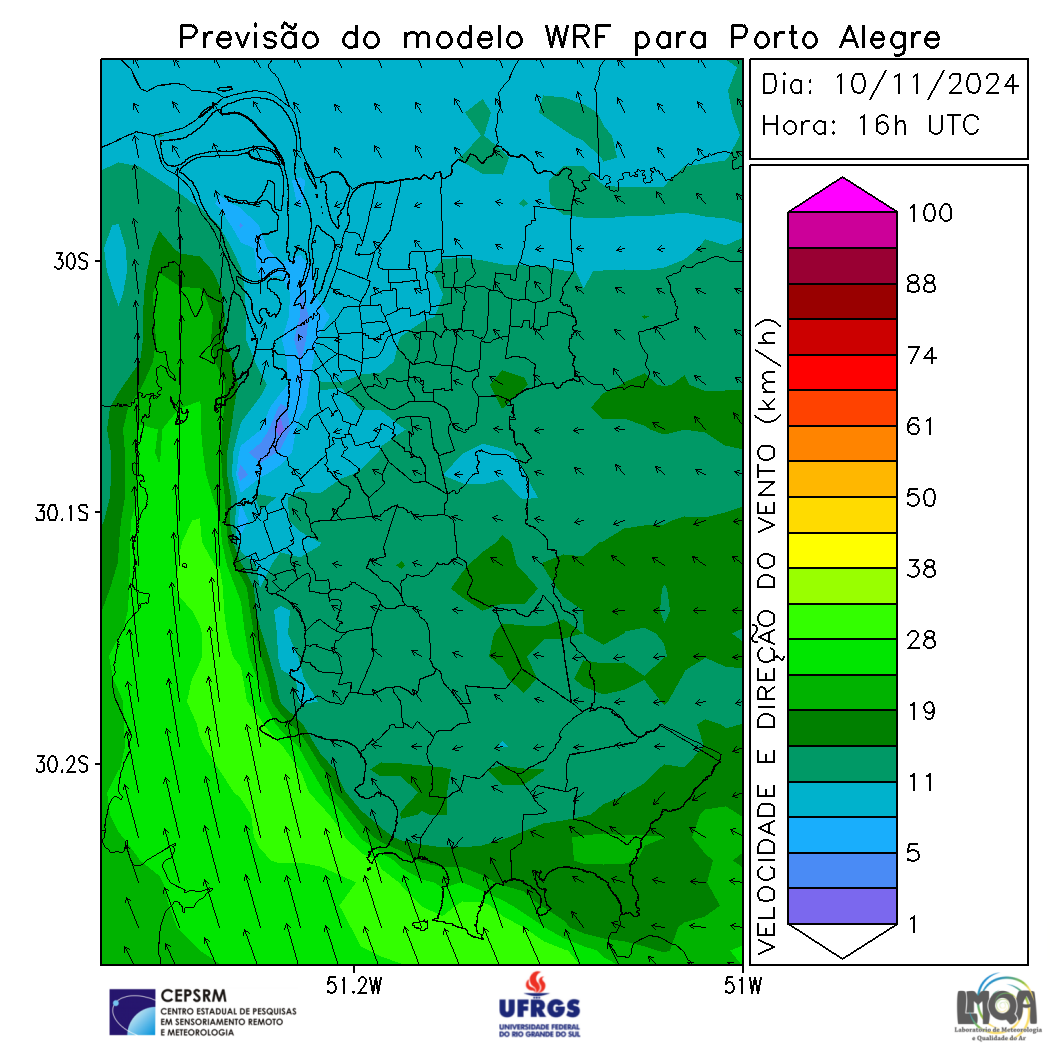 Previsão do modelo WRF para Porto Alegre
Dia: 10/11/2024
Hora: 16h UTC
30S
30.1S
30.2S
51.2W
51W
VELOCIDADE E DIREÇÃO DO VENTO (km/h)
100
88
74
61
50
38
28
19
11
5
1
CEPSRM
CENTRO ESTADUAL DE PESQUISAS
EM SENSORIAMENTO REMOTO
E METEOROLOGIA
UFRGS
UNIVERSIDADE FEDERAL
DO RIO GRANDE DO SUL
LMQA
Laboratório de Meteorologia
e Qualidade do Ar